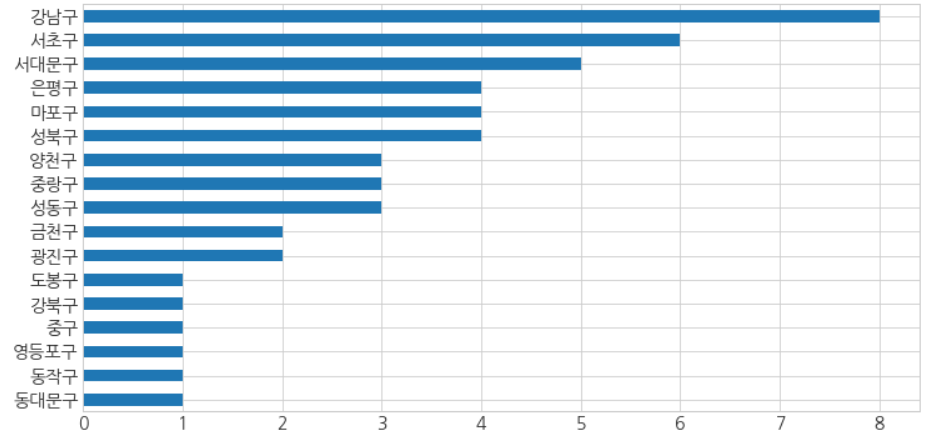 강남구
서초구
서대문구
은평구
마포구
성북구
양천구
중랑구
성동구
금천구
광진구
도봉구
강북구
중구
영등포구
동작구
동대문구
0 1 2 3 4 5 6 7 8